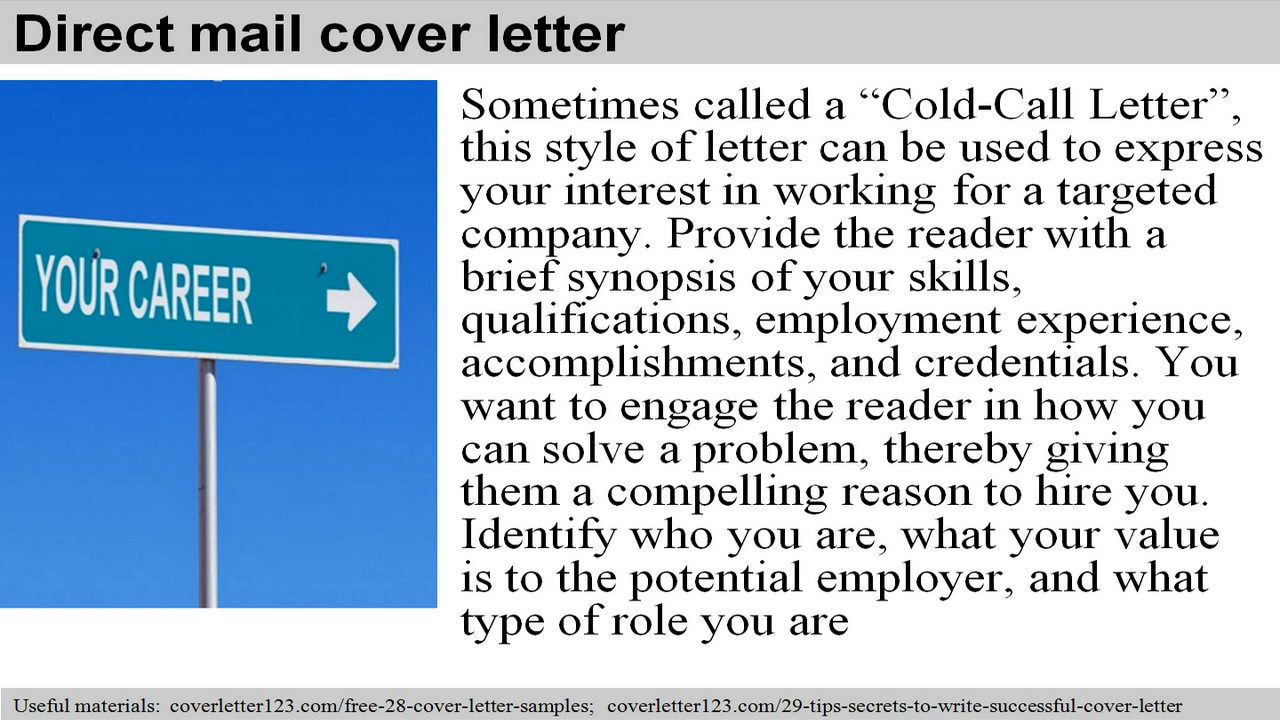 Direct mail cover letter
YOUR CAREER
Sometimes called a “Cold-Call Letter”,
this style of letter can be used to express
your interest in working for a targeted
company. Provide the reader with a
brief synopsis of your skills,
qualifications, employment experience,
accomplishments, and credentials. You
want to engage the reader in how you
can solve a problem, thereby giving
them a compelling reason to hire you.
Identify who you are, what your value
is to the potential employer, and what
type of role you are
Useful materials: coverletter123.com/free-28-cover-letter-samples; coverletter123.com/29-tips-secrets-to-write-successful-cover-letter